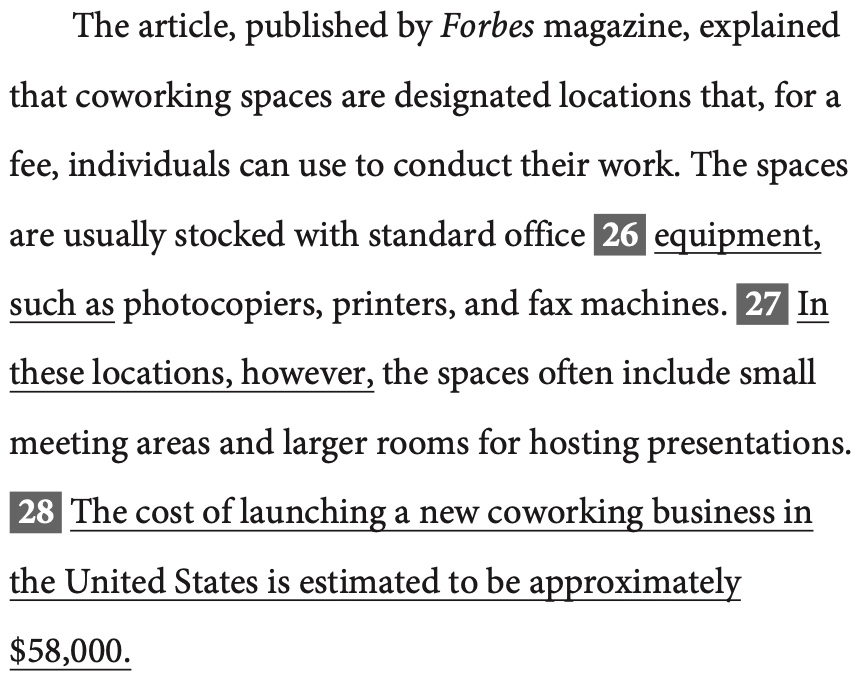 The article, published by Forbes magazine, explained
that coworking spaces are designated locations that, for a
fee, individuals can use to conduct their work. The spaces
are usually stocked with standard office 26 equipment,
such as photocopiers, printers, and fax machines. 27 In
these locations, however, the spaces often include small
meeting areas and larger rooms for hosting presentations.
28 The cost of launching a new coworking business in
the United States is estimated to be approximately
$58,000.